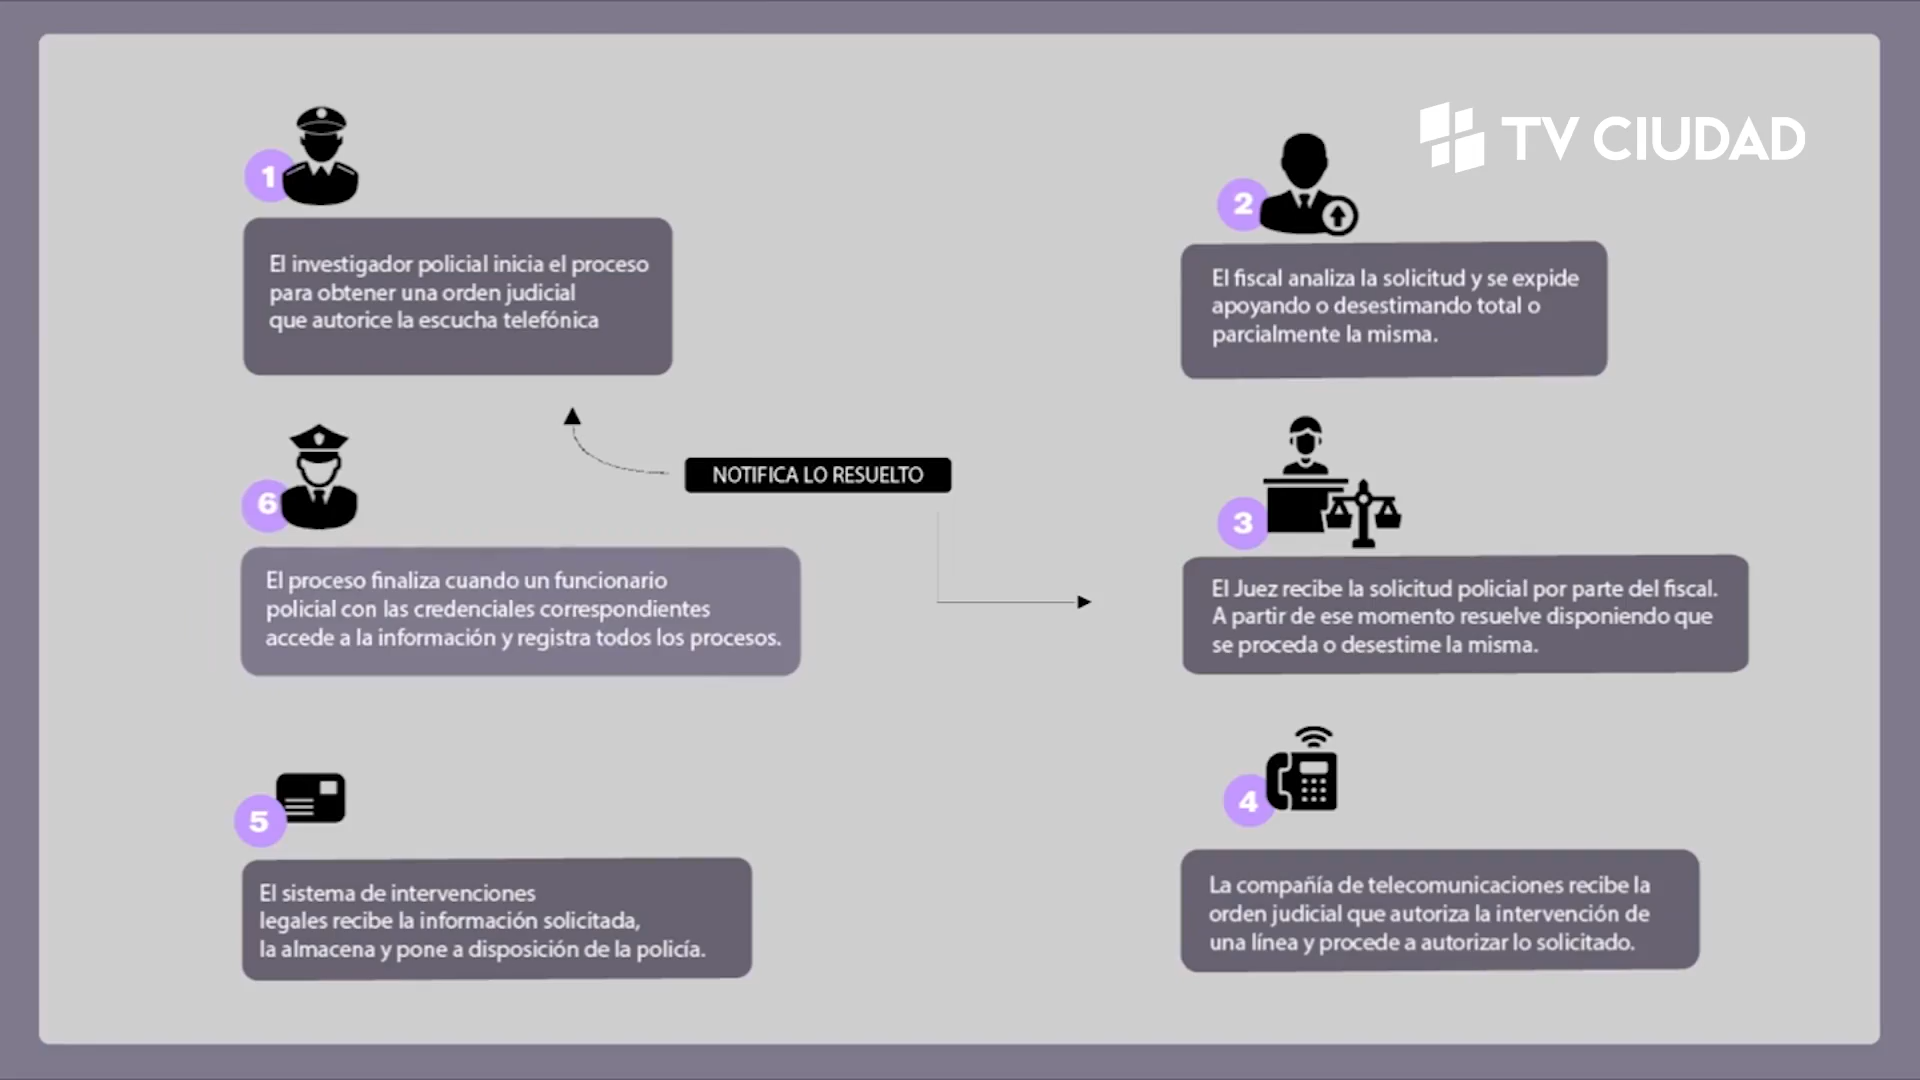 TV CIUDAD
1
El investigador policial inicia el proceso
para obtener una orden judicial
que autorice la escucha telefónica
2
El fiscal analiza la solicitud y se expide
apoyando o desestimando total o
parcialmente la misma.
NOTIFICA LO RESUELTO
3
El Juez recibe la solicitud policial por parte del fiscal.
A partir de ese momento resuelve disponiendo que
se proceda o desestime la misma.
4
La compañía de telecomunicaciones recibe la
orden judicial que autoriza la intervención de
una línea y procede a autorizar lo solicitado.
5
El sistema de intervenciones
legales recibe la información solicitada,
la almacena y pone a disposición de la policía.
6
El proceso finaliza cuando un funcionario
policial con las credenciales correspondientes
accede a la información y registra todos los procesos.